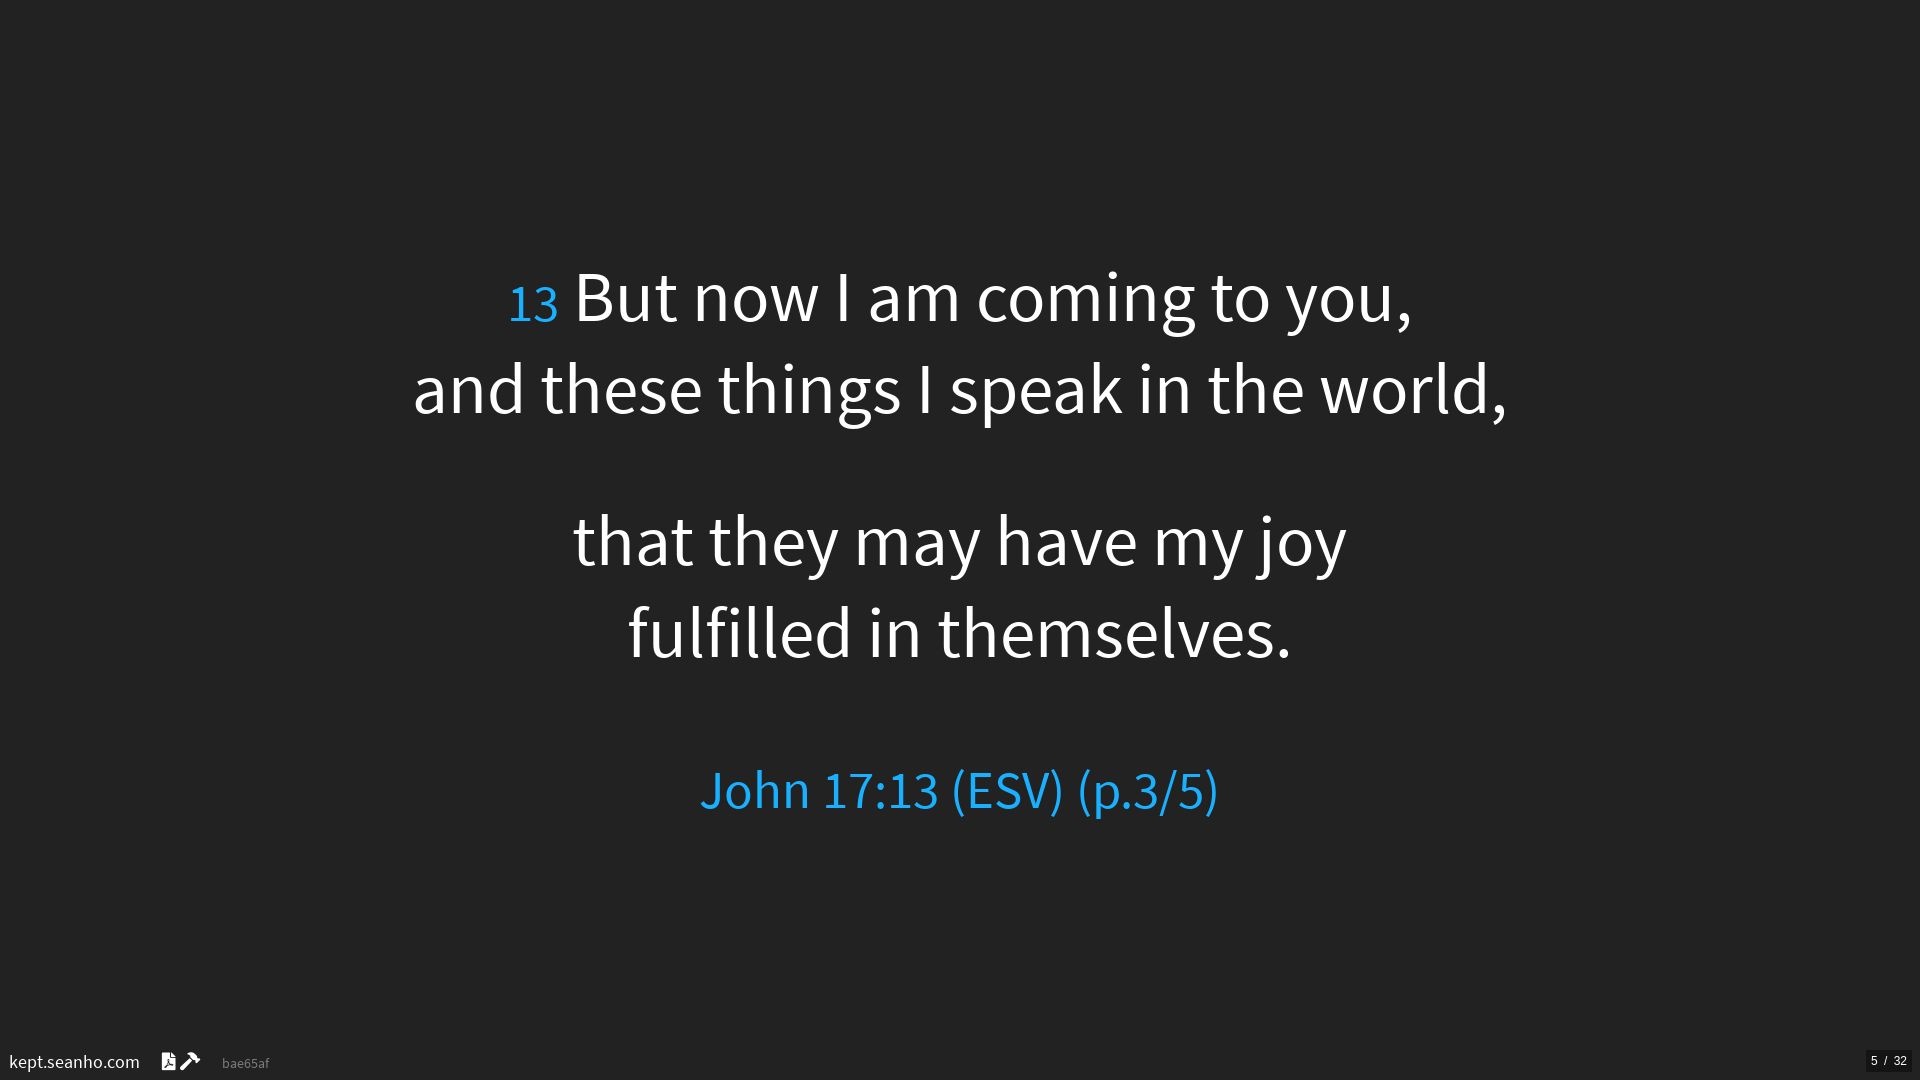 13 But now I am coming to you,
and these things I speak in the world,
that they may have my joy
fulfilled in themselves.
John 17:13 (ESV) (p.3/5)
kept.seanho.com bae65af
5 / 32